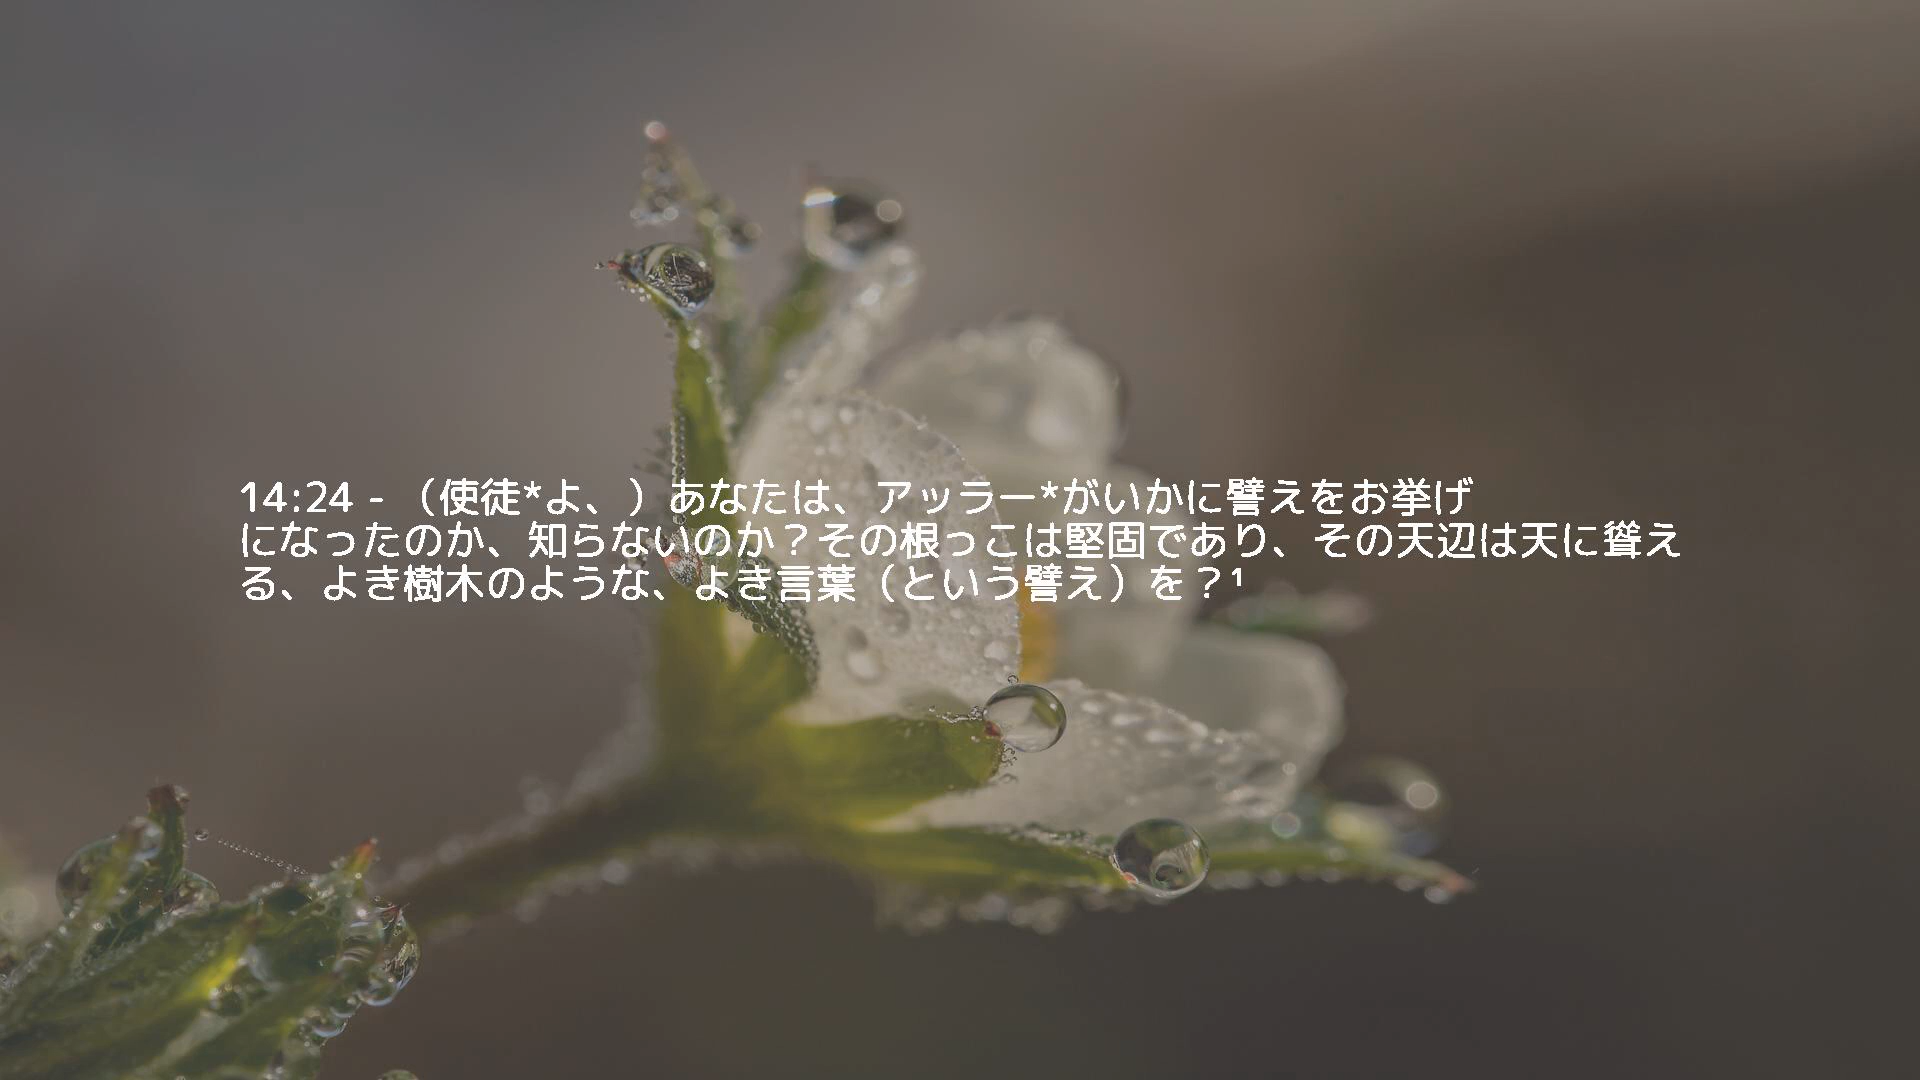 14:24 - （使徒*よ、）あなたは、アッラー*がいかに譬えをお挙げ
になったのか、知らないのか？その根っこは堅固であり、その天辺は天に聳え
る、よき樹木のような、よき言葉（という譬え）を？¹